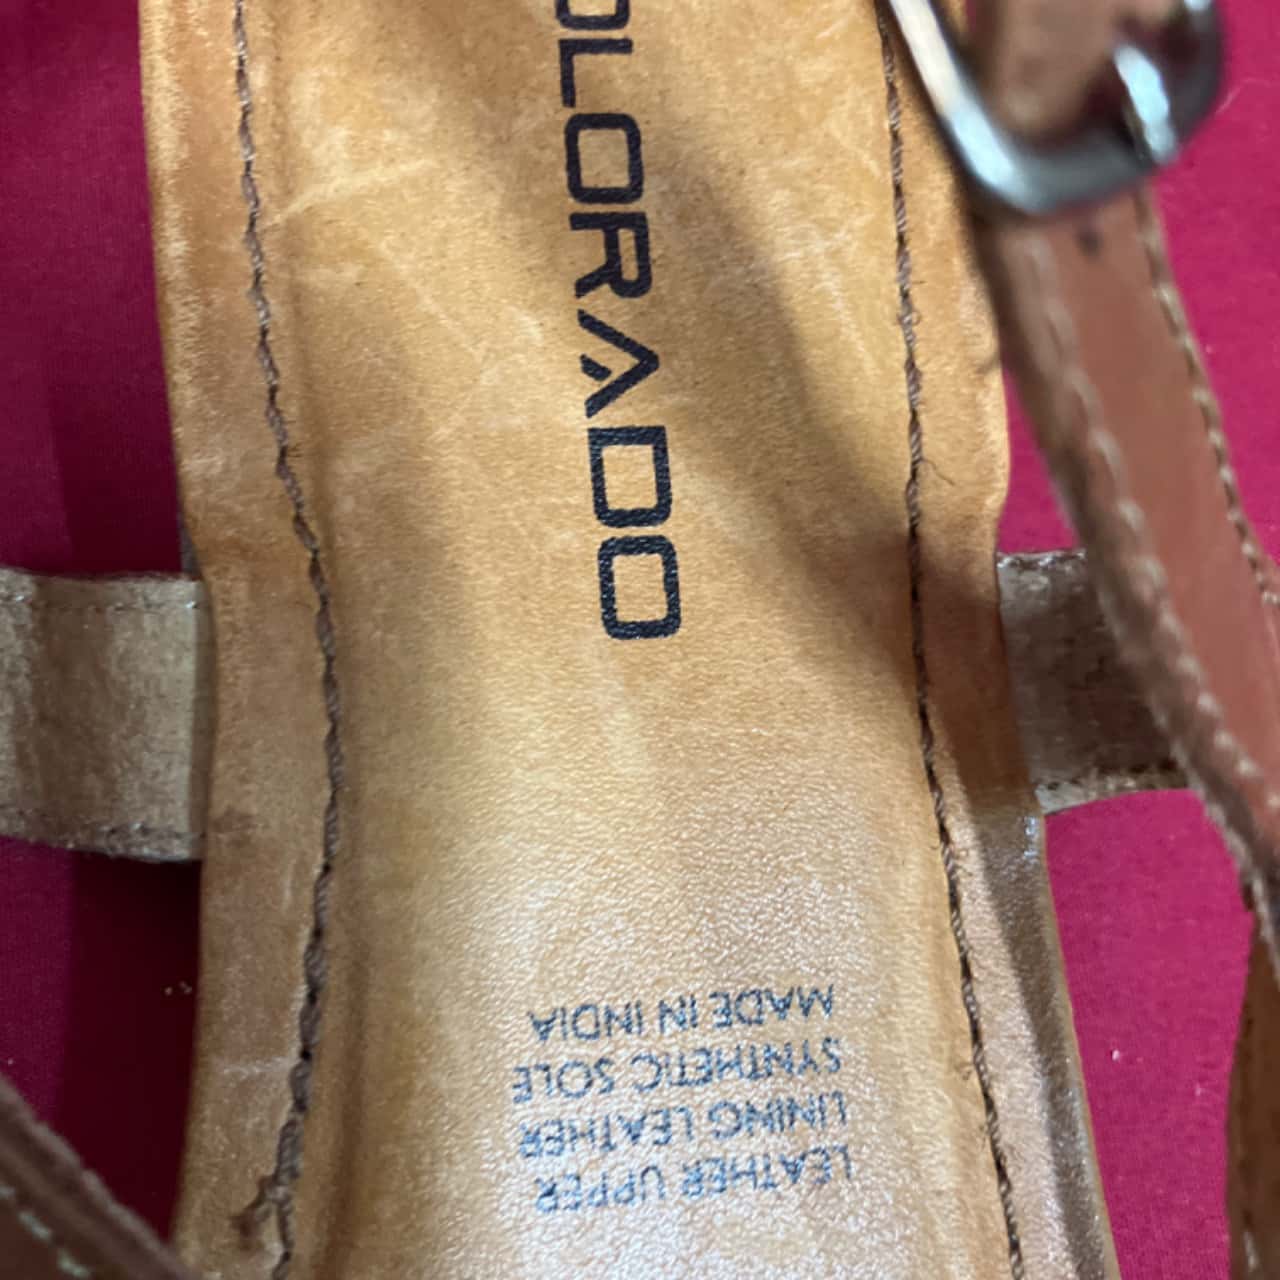 OLORADO
LEATHER UPPER
LINING LEATHER
SYNTHETIC SOLE
MADE IN INDIA